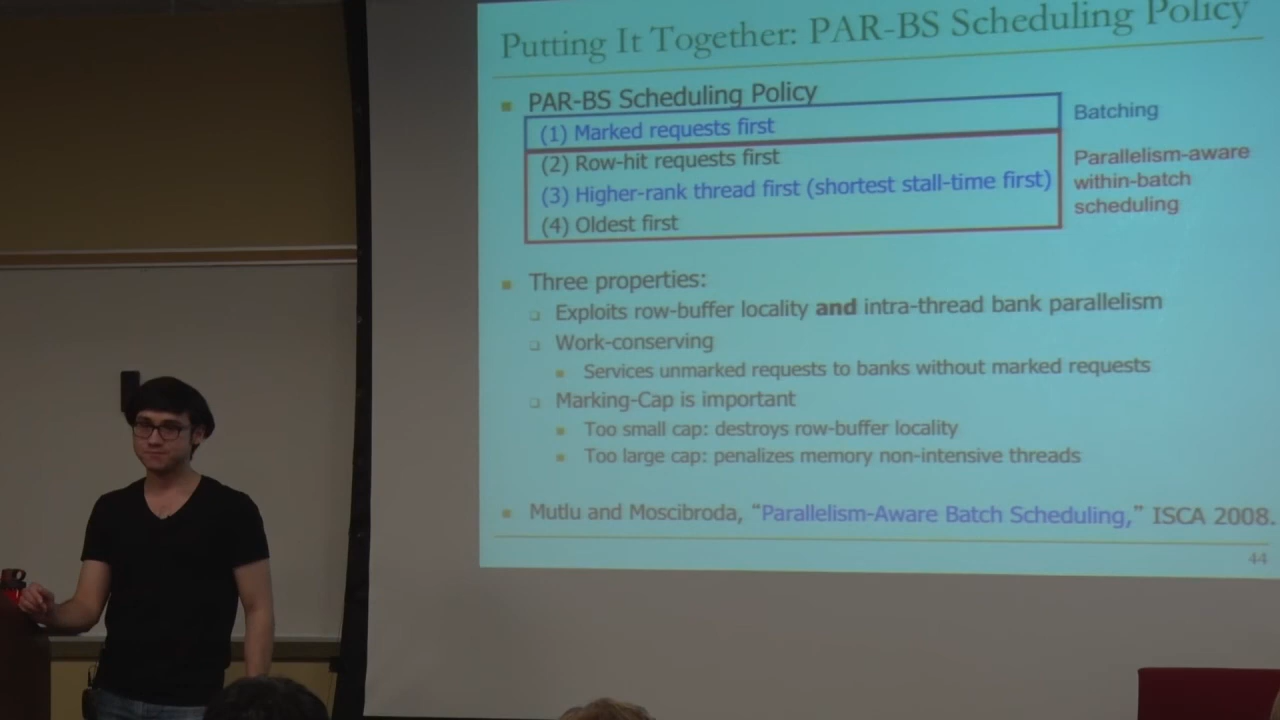 Putting It Together: PAR-BS Scheduling Policy
PAR-BS Scheduling Policy
(1) Marked requests first
Batching
(2) Row-hit requests first
(3) Higher-rank thread first (shortest stall-time first)
(4) Oldest first
Parallelism-aware
within-batch
scheduling
Three properties:
Exploits row-buffer locality and intra-thread bank parallelism
Work-conserving
Services unmarked requests to banks without marked requests
Marking-Cap is important
Too small cap: destroys row-buffer locality
Too large cap: penalizes memory non-intensive threads
Mutlu and Moscibroda, “Parallelism-Aware Batch Scheduling,” ISCA 2008.
44